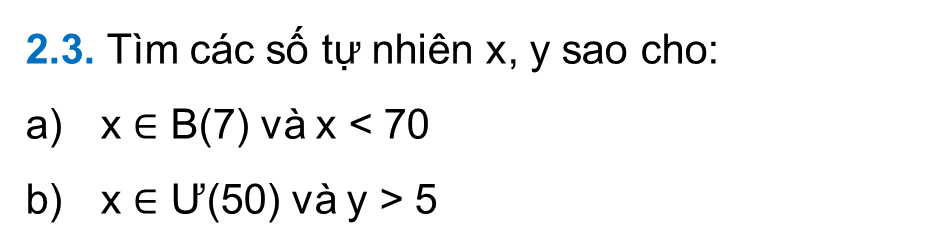 2.3. Tìm các số tự nhiên x, y sao cho:
a) x ∈ B(7) và x < 70
b) x ∈ Ư(50) và y > 5